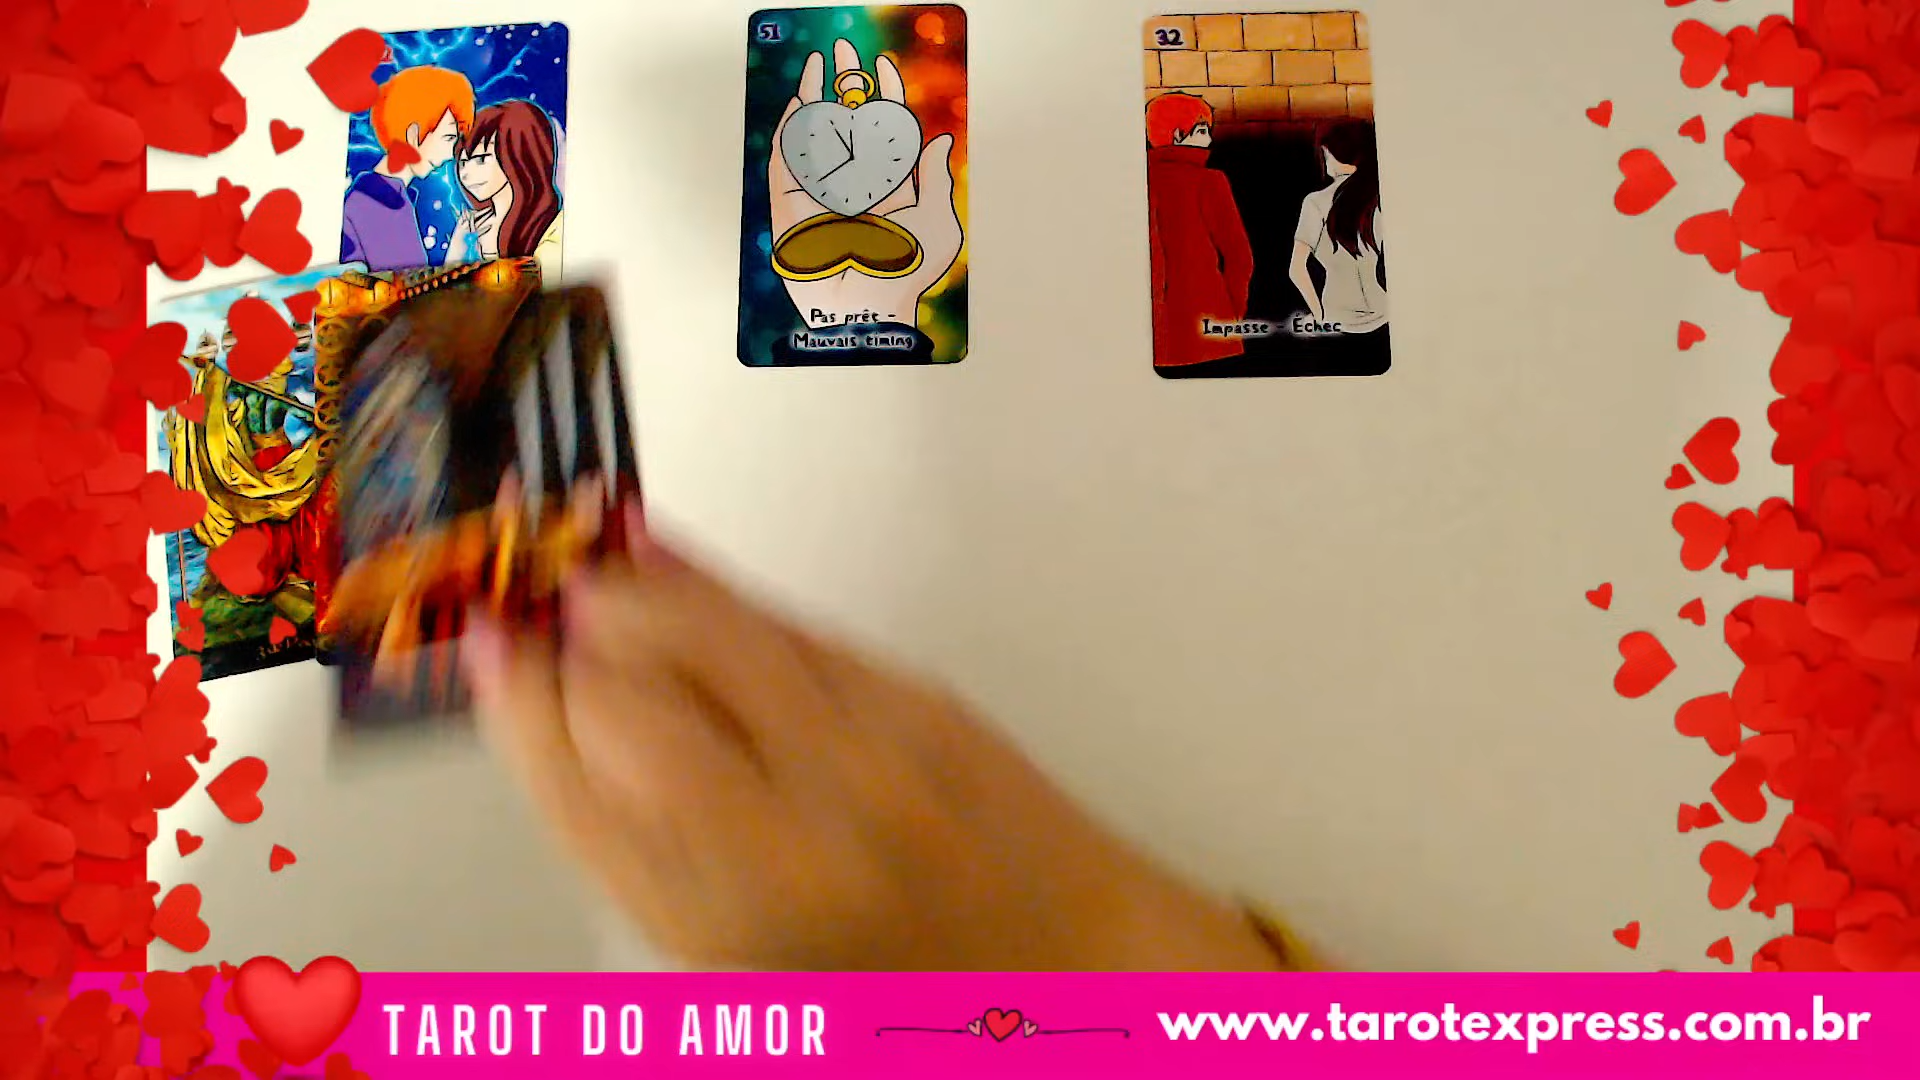 51
32
Pas prêt -
Mauvais timing
Impasse - Échec
TAROT DO AMOR
www.tarotexpress.com.br